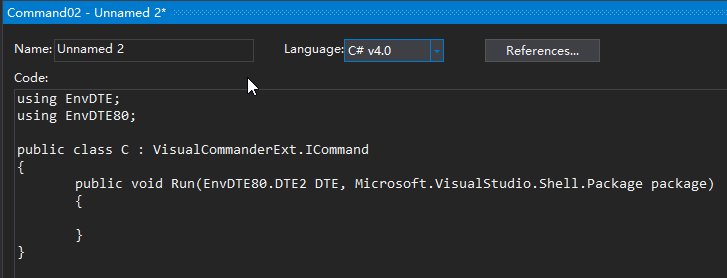 Command02 - Unnamed 2*
Name: Unnamed 2 Language: C# v4.0 References...
Code:
using EnvDTE;
using EnvDTE80;
public class C : VisualCommanderExt.ICommand
{
public void Run(EnvDTE80.DTE2 DTE, Microsoft.VisualStudio.Shell.Package package)
{
}
}